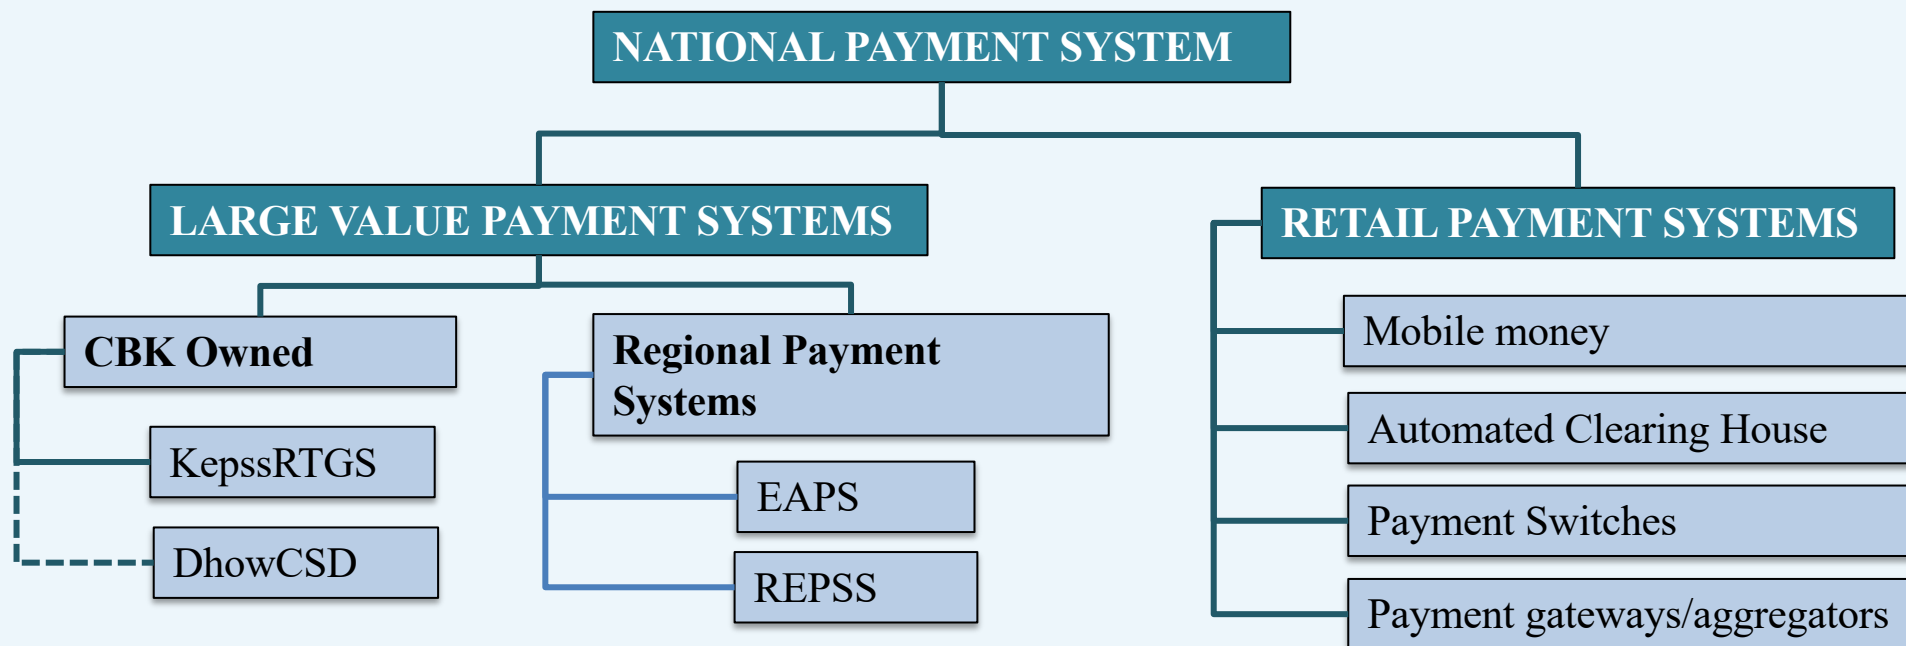 NATIONAL PAYMENT SYSTEM
LARGE VALUE PAYMENT SYSTEMS
CBK Owned
KepssRTGS
DhowCSD
Regional Payment
Systems
EAPS
REPSS
RETAIL PAYMENT SYSTEMS
Mobile money
Automated Clearing House
Payment Switches
Payment gateways/aggregators